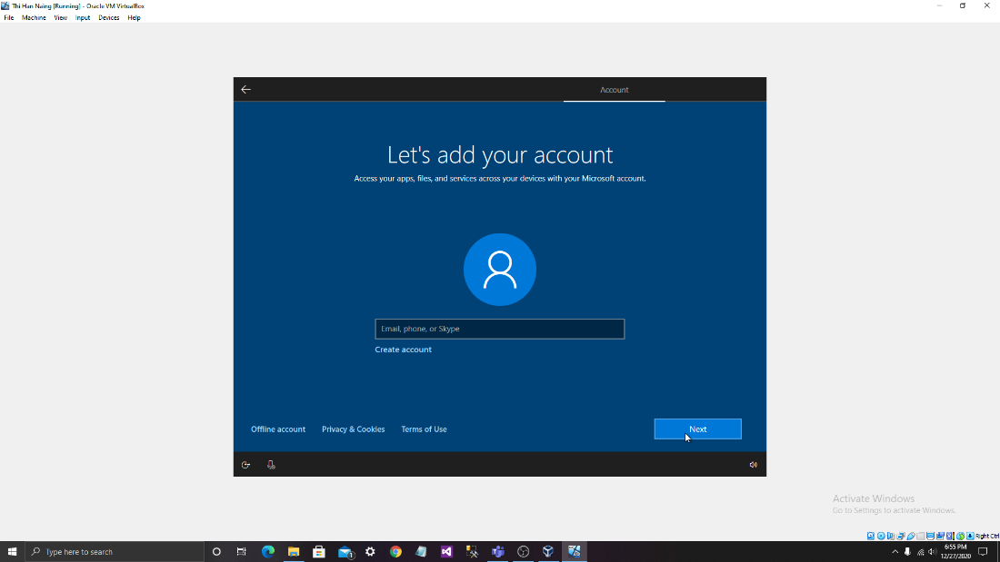 Thi Han Naing [Running] - Oracle VM VirtualBox
File Machine View Input Devices Help
Account
Let's add your account
Access your apps, files, and services across your devices with your Microsoft account.
Email, phone, or Skype
Create account
Offline account Privacy & Cookies Terms of Use Next
Activate Windows
Go to Settings to activate Windows.
Right Ctrl
Type here to search
6:55 PM
12/27/2020